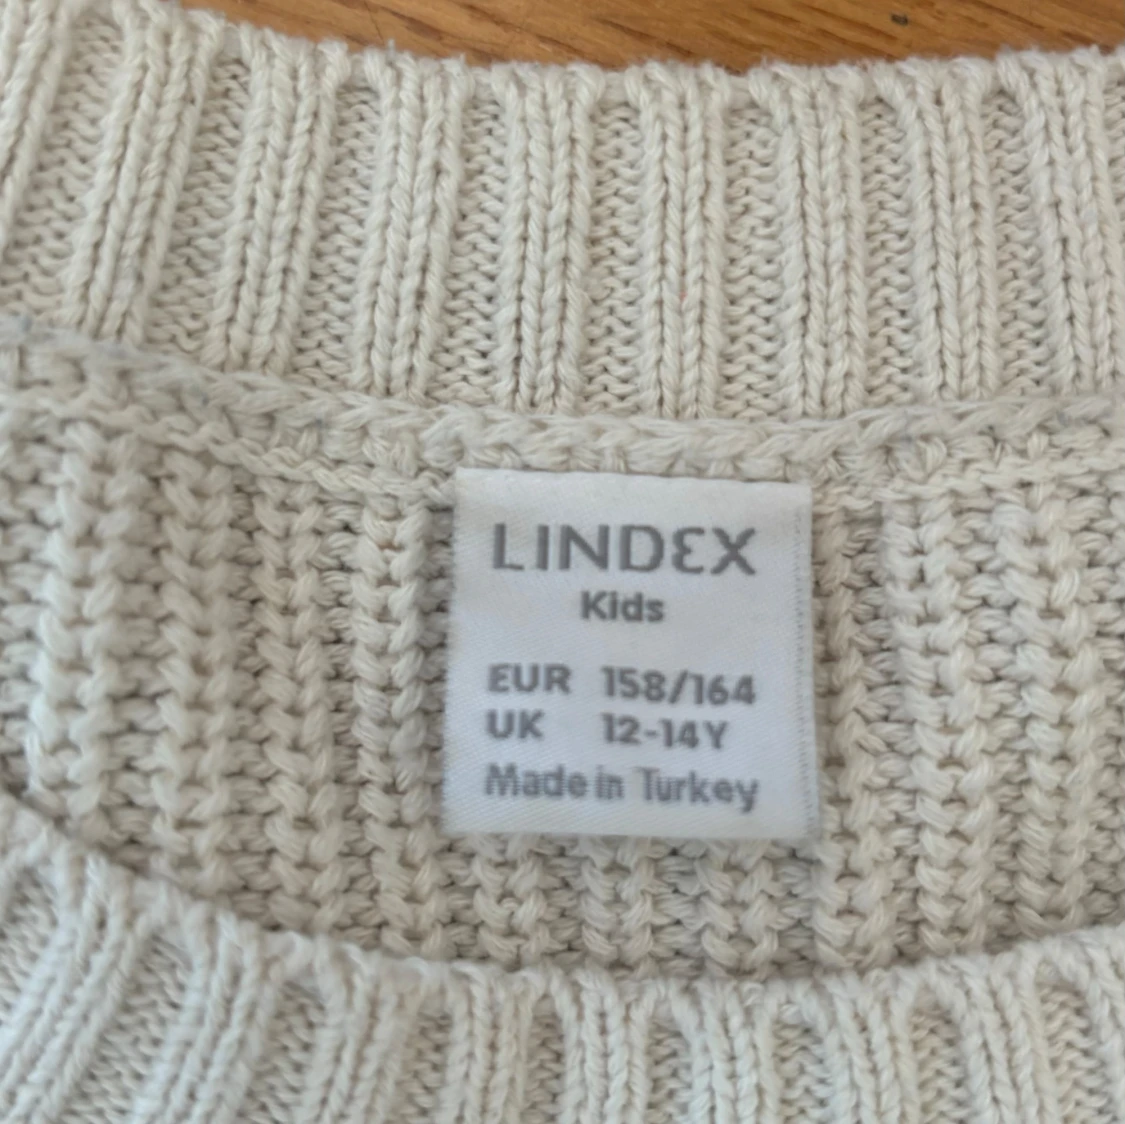 LINDEX
Kids
EUR 158/164
UK 12-14Y
Made in Turkey